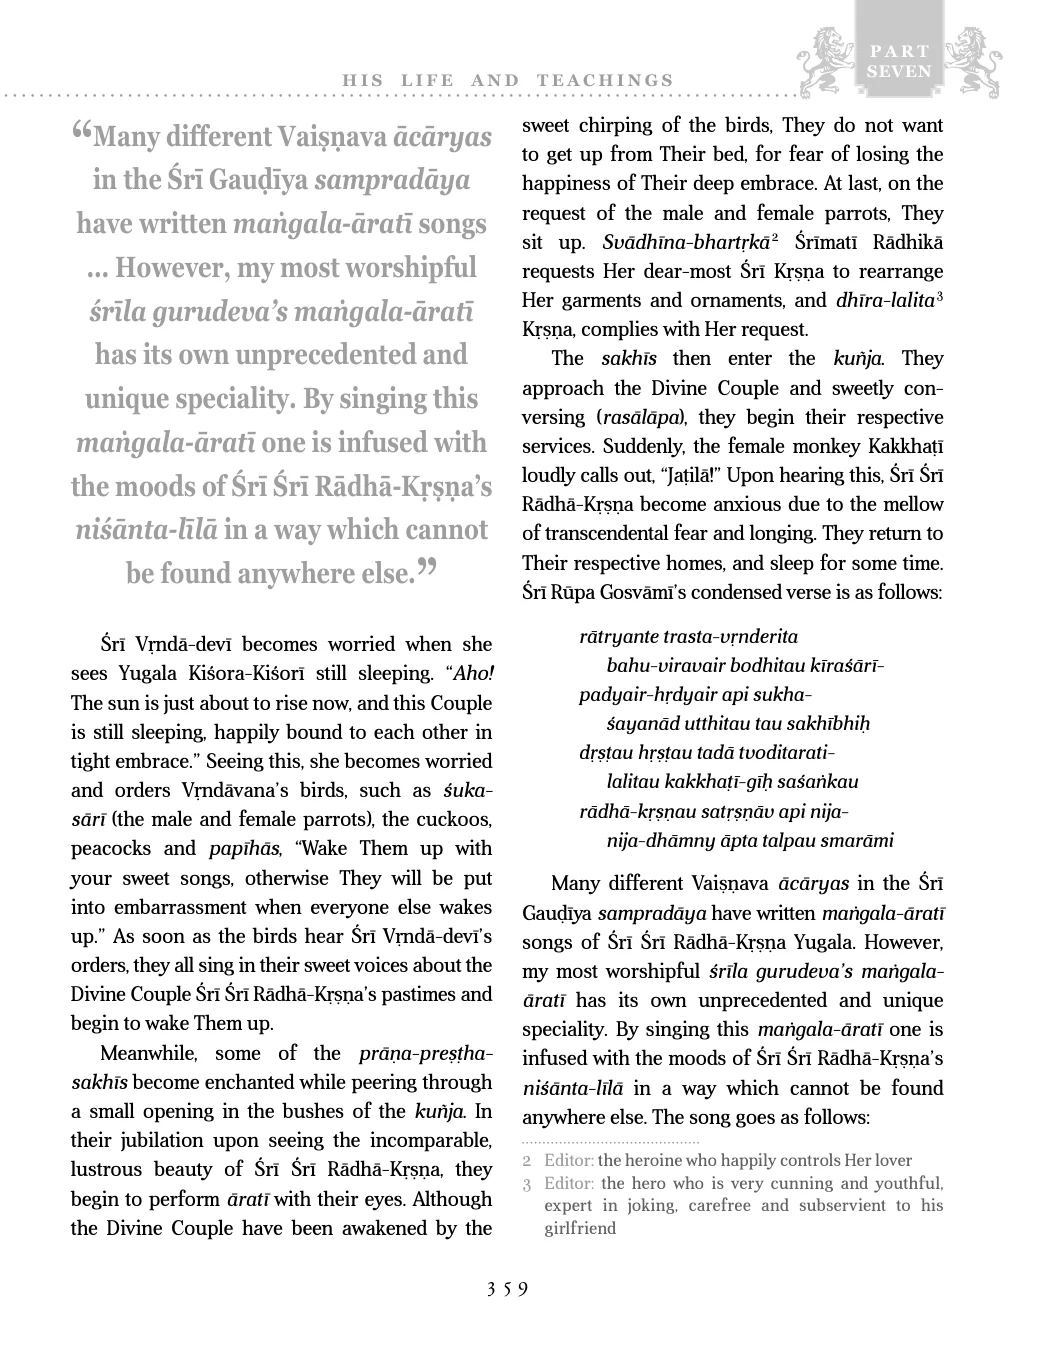 PART
SEVEN
HIS LIFE AND TEACHINGS
“Many different Vaiṣṇava ācāryas
in the Śrī Gauḍīya sampradāya
have written maṅgala-āratī songs
... However, my most worshipful
śrīla gurudeva’s maṅgala-āratī
has its own unprecedented and
unique speciality. By singing this
maṅgala-āratī one is infused with
the moods of Śrī Śrī Rādhā-Kṛṣṇa’s
niśānta-līlā in a way which cannot
be found anywhere else.”
Śrī Vṛndā-devī becomes worried when she
sees Yugala Kiśora-Kiśorī still sleeping. “Aho!
The sun is just about to rise now, and this Couple
is still sleeping, happily bound to each other in
tight embrace.” Seeing this, she becomes worried
and orders Vṛndāvana’s birds, such as śuka-
sārī (the male and female parrots), the cuckoos,
peacocks and papīhās, “Wake Them up with
your sweet songs, otherwise They will be put
into embarrassment when everyone else wakes
up.” As soon as the birds hear Śrī Vṛndā-devī’s
orders, they all sing in their sweet voices about the
Divine Couple Śrī Śrī Rādhā-Kṛṣṇa’s pastimes and
begin to wake Them up.
Meanwhile, some of the prāṇa-preṣṭha-
sakhīs become enchanted while peering through
a small opening in the bushes of the kuñja. In
their jubilation upon seeing the incomparable,
lustrous beauty of Śrī Śrī Rādhā-Kṛṣṇa, they
begin to perform āratī with their eyes. Although
the Divine Couple have been awakened by the
sweet chirping of the birds, They do not want
to get up from Their bed, for fear of losing the
happiness of Their deep embrace. At last, on the
request of the male and female parrots, They
sit up. Svādhīna-bhartṛkā2 Śrīmatī Rādhikā
requests Her dear-most Śrī Kṛṣṇa to rearrange
Her garments and ornaments, and dhīra-lalita3
Kṛṣṇa, complies with Her request.
The sakhīs then enter the kuñja. They
approach the Divine Couple and sweetly con-
versing (rasālāpa), they begin their respective
services. Suddenly, the female monkey Kakkhaṭī
loudly calls out, “Jaṭilā!” Upon hearing this, Śrī Śrī
Rādhā-Kṛṣṇa become anxious due to the mellow
of transcendental fear and longing. They return to
Their respective homes, and sleep for some time.
Śrī Rūpa Gosvāmī’s condensed verse is as follows:
rātryante trasta-vṛnderita
bahu-viravair bodhitau kīraśārī-
padyair-hṛdyair api sukha-
śayanād utthitau tau sakhībhiḥ
dṛṣṭau hṛṣṭau tadā tvoditarati-
lalitau kakkhaṭī-gīḥ saśaṅkau
rādhā-kṛṣṇau satṛṣṇāv api nija-
nija-dhāmny āpta talpau smarāmi
Many different Vaiṣṇava ācāryas in the Śrī
Gauḍīya sampradāya have written maṅgala-āratī
songs of Śrī Śrī Rādhā-Kṛṣṇa Yugala. However,
my most worshipful śrīla gurudeva’s maṅgala-
āratī has its own unprecedented and unique
speciality. By singing this maṅgala-āratī one is
infused with the moods of Śrī Śrī Rādhā-Kṛṣṇa’s
niśānta-līlā in a way which cannot be found
anywhere else. The song goes as follows:
2 Editor: the heroine who happily controls Her lover
3 Editor: the hero who is very cunning and youthful,
expert in joking, carefree and subservient to his
girlfriend
359